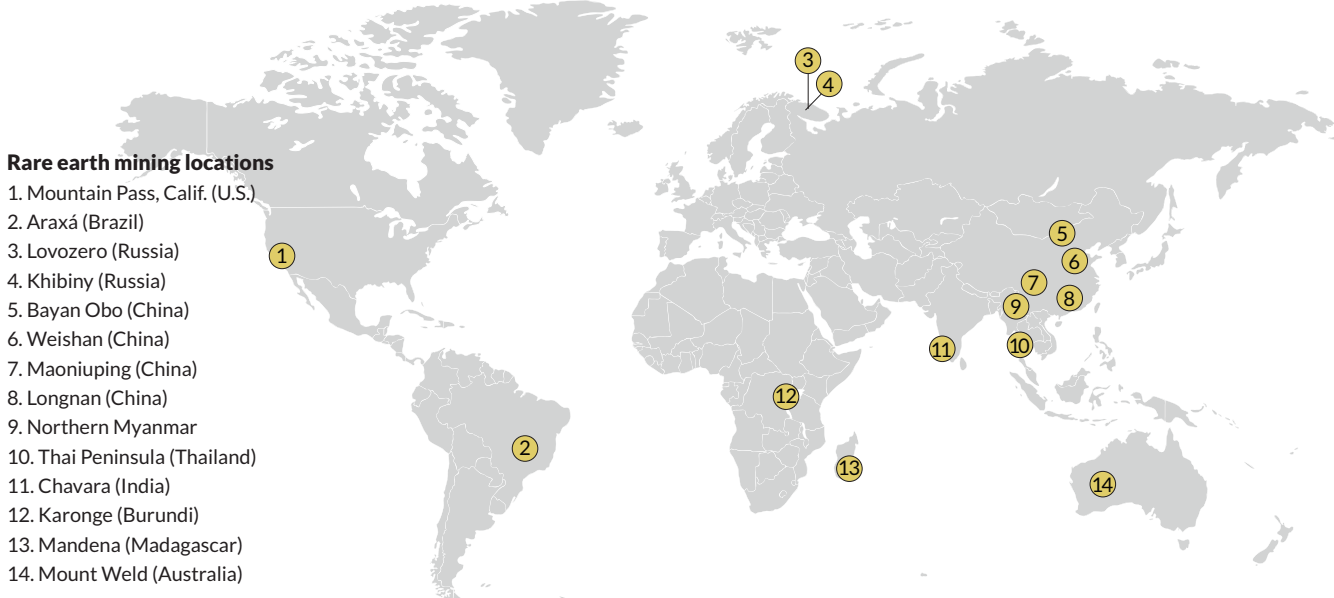 Rare earth mining locations
1. Mountain Pass, Calif. (U.S.)
2. Araxá (Brazil)
3. Lovozero (Russia)
4. Khibiny (Russia)
5. Bayan Obo (China)
6. Weishan (China)
7. Maoniuping (China)
8. Longnan (China)
9. Northern Myanmar
10. Thai Peninsula (Thailand)
11. Chavara (India)
12. Karonge (Burundi)
13. Mandena (Madagascar)
14. Mount Weld (Australia)
3
4
5
1
6
7
8
9
10
11
12
2
13
14